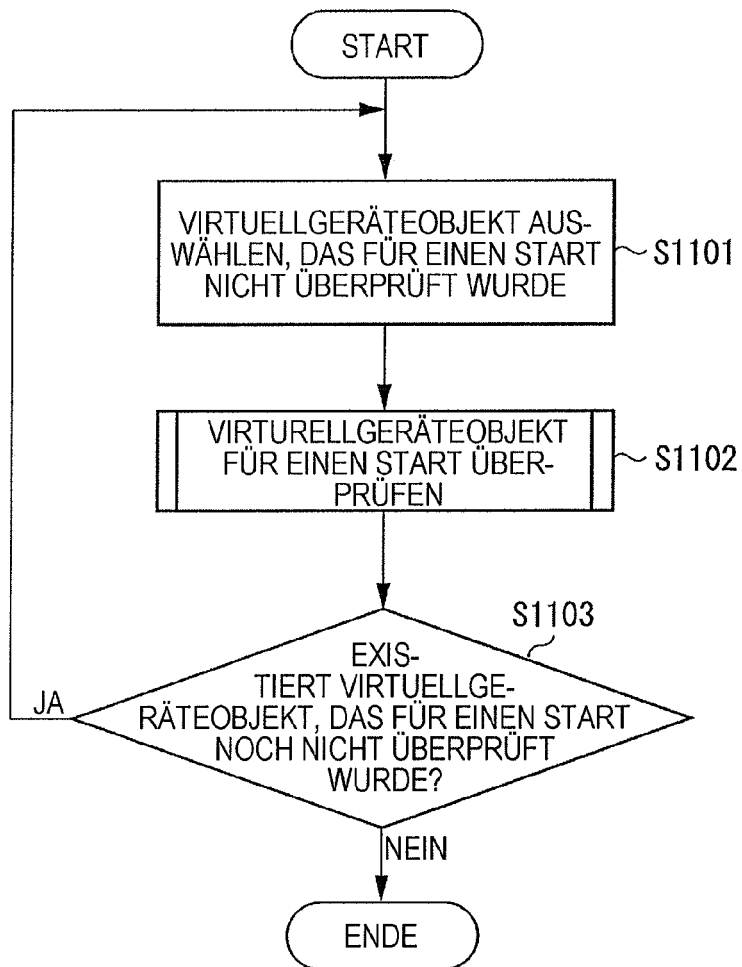 START
VIRTUELLGERÄTEOBJEKT AUS-
WÄHLEN, DAS FÜR EINEN START
NICHT ÜBERPRÜFT WURDE
S1101
VIRTURELLGERÄTEOBJEKT
FÜR EINEN START ÜBER-
PRÜFEN
S1102
S1103
EXIS-
TIERT VIRTUELLGE-
RÄTEOBJEKT, DAS FÜR EINEN START
NOCH NICHT ÜBERPRÜFT
WURDE?
JA
NEIN
ENDE